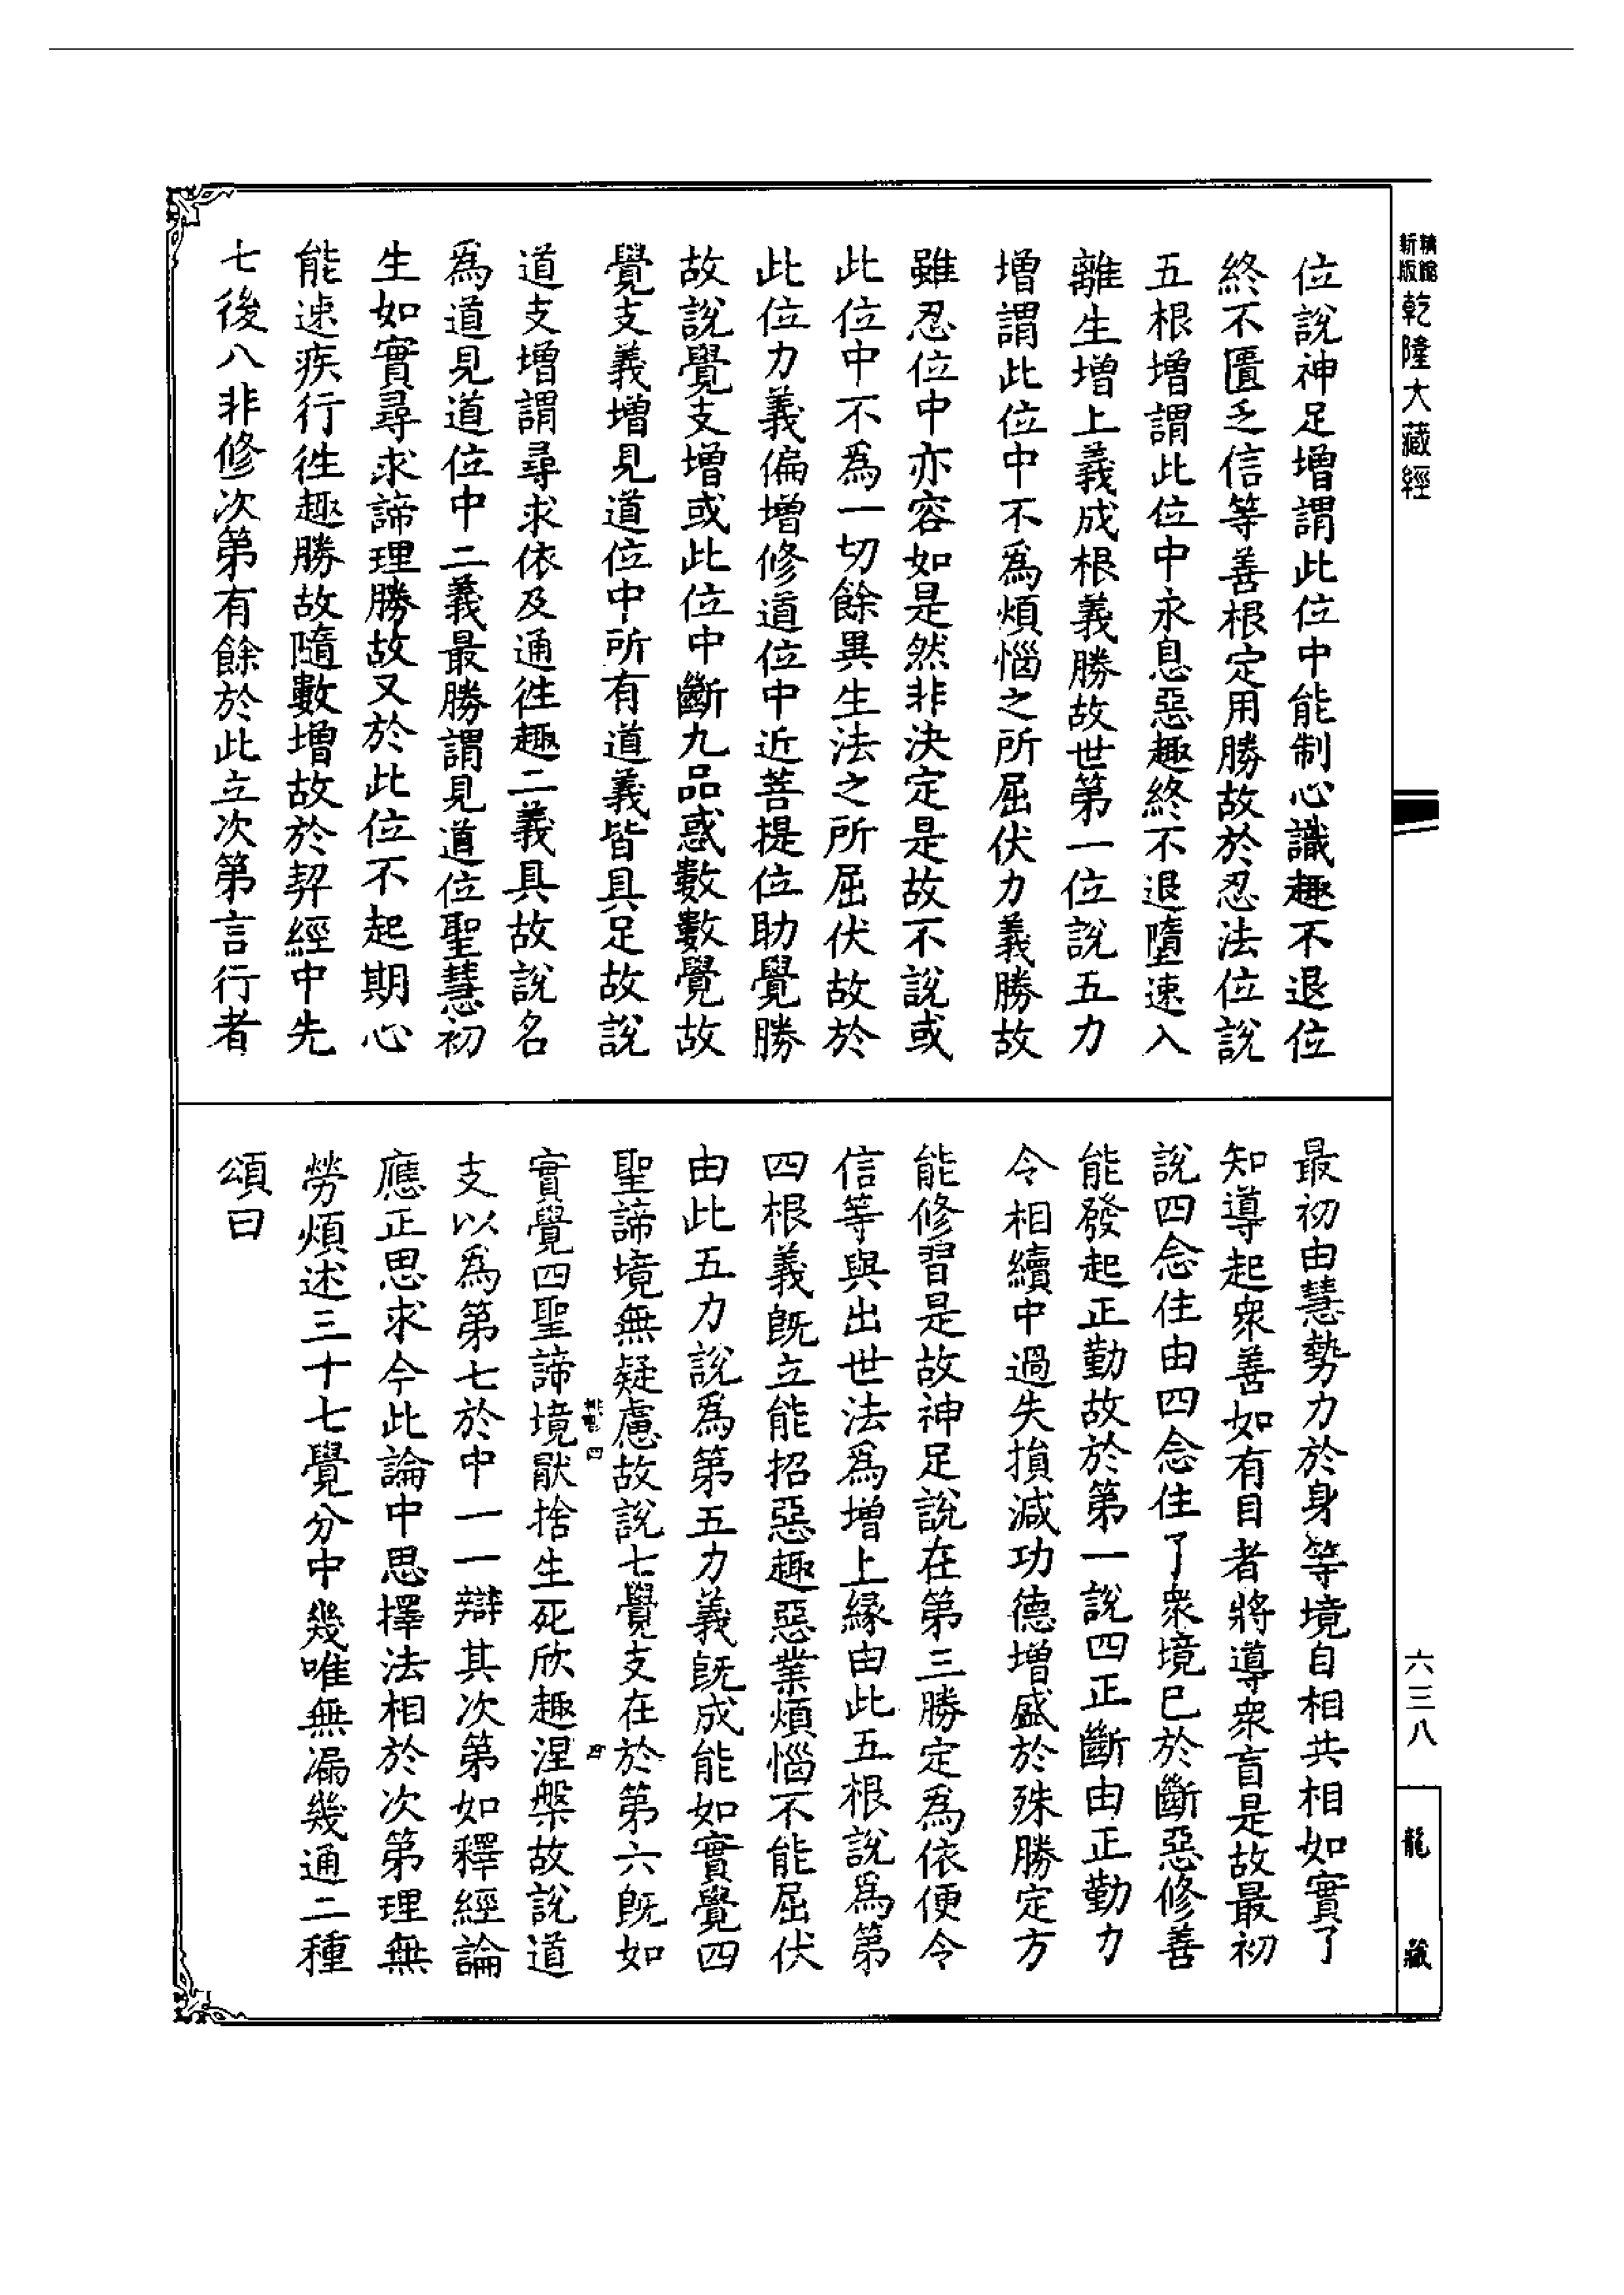 新版
精縮
乾隆大藏經
位說神足增謂此位中能制心識趣不退位
終不匱乏信等善根定用勝故於忍法位說
五根增謂此位中永息惡趣終不退墮速入
離生增上義成根義勝故世第一位說五力
增謂此位中不爲煩惱之所屈伏力義勝故
雖忍位中亦容如是然非決定是故不說或
此位中不爲一切餘異生法之所屈伏故於
此位力義偏增修道位中近菩提位助覺勝
故說覺支增或此位中斷九品惑數數覺故
覺支義增見道位中所有道義皆具足故說
道支增謂尋求依及通徃趣二義具故說名
爲道見道位中二義最勝謂見道位聖慧初
生如實尋求諦理勝故又於此位不起期心
能速疾行徃趣勝故隨數增故於契經中先
七後八非修次第有餘於此立次第言行者
最初由慧勢力於身等境自相共相如實了
知導起衆善如有目者將導衆盲是故最初
說四念住由四念住了衆境已於斷惡修善
能發起正勤故於第一說四正斷由正勤力
令相續中過失損減功德增盛於殊勝定方
能修習是故神足說在第三勝定爲依便令
信等與出世法爲增上緣由此五根說爲第
四根義旣立能招惡趣惡業煩惱不能屈伏
由此五力說爲第五力義旣成能如實覺四
聖諦境無疑慮故說七覺支在於第六旣如
實覺四聖諦境猒捨生死欣趣涅槃故說道
支以爲第七於中一一辯其次第如釋經論
應正思求今此論中思擇法相於次第理無
勞煩述三十七覺分中幾唯無漏幾通二種
頌曰
六三八
龍藏